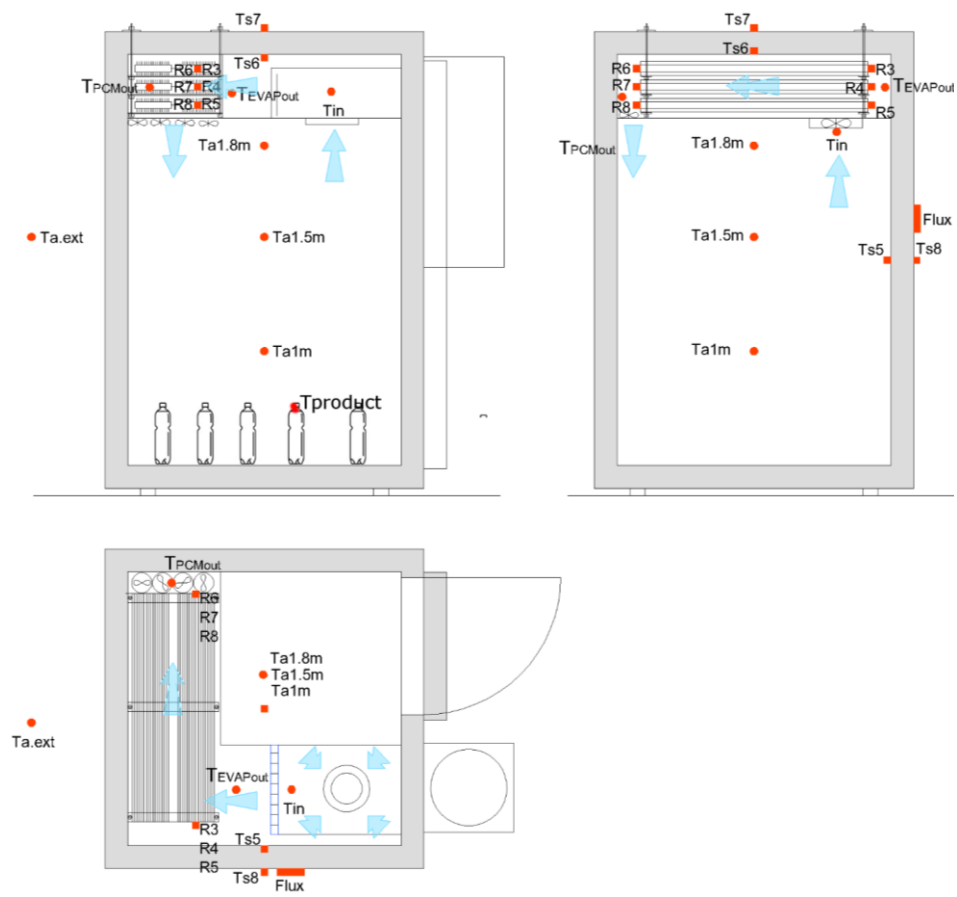 Ts7
Ts6
R6 R3
TPCMout R7 R4 TEVAPout
R8 R5
Tin
Ta1.8m
Ta.ext
Ta1.5m
Ta1m
Tproduct
Ts7
Ts6
R6 R3
R7 R4 TEVAPout
R8 R5
TPCMout
Ta1.8m
Tin
Flux
Ta1.5m
Ts5 Ts8
Ta1m
TPCMout
R6
R7
R8
Ta1.8m
Ta1.5m
Ta1m
Ta.ext
TEVAPout
Tin
R3
R4
R5
Ts5
Ts8
Flux